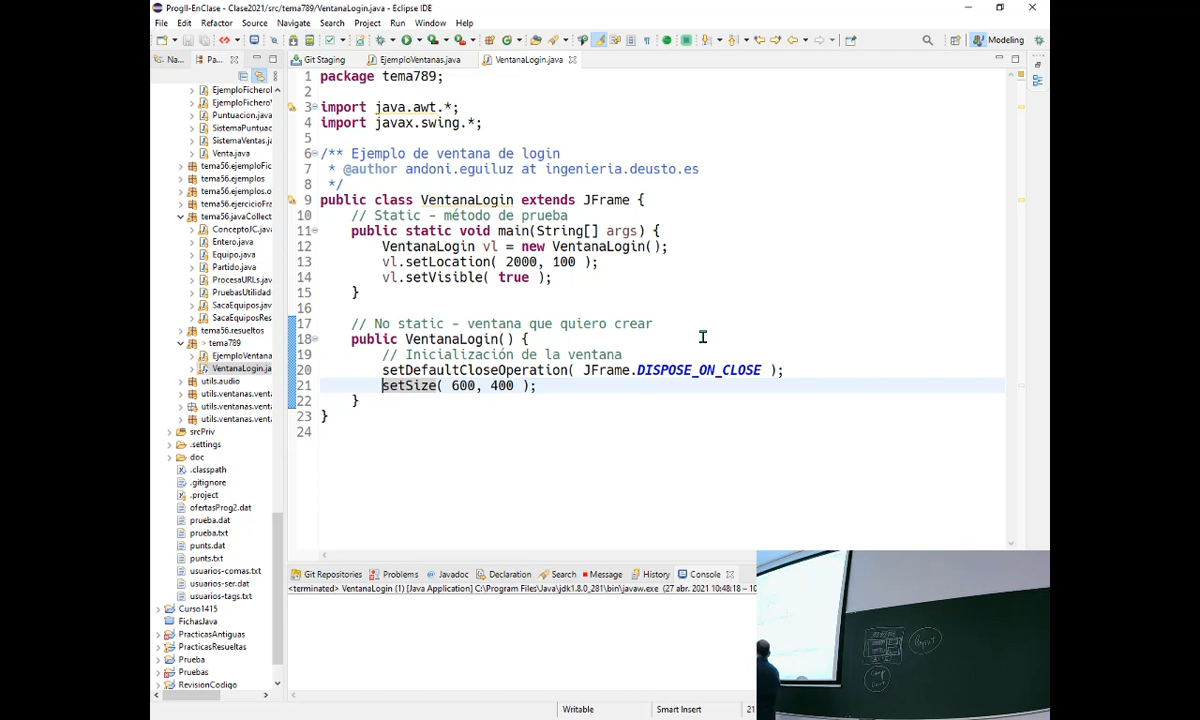 ProgII-EnClase - Clase2021/src/tema789/VentanaLogin.java - Eclipse IDE
File Edit Refactor Source Navigate Search Project Run Window Help
Modeling
Na... Pa... Git Staging EjemploVentanas.java VentanaLogin.java
EjemploFicherol
EjemploFichero\
Puntuacion.java
SistemaPuntuac
SistemaVentas.ja
Venta.java
tema56.ejemploFic
tema56.ejemplos
tema56.ejemplos.o
tema56.ejercicioFra
tema56.javaCollect
ConceptoJC.java
Entero.java
Equipo.java
Partido.java
ProcesaURLs.jav
PruebasUtilidad
SacaEquipos.jav
SacaEquiposRes
tema56.resueltos
tema789
EjemploVentana
VentanaLogin.ja
utils.audio
utils.ventanas.vent
utils.ventanas.vent
utils.ventanas.vent
srcPriv
.settings
doc
.classpath
.gitignore
.project
ofertasProg2.dat
prueba.dat
prueba.txt
punts.dat
punts.txt
usuarios-comas.txt
usuarios-ser.dat
usuarios-tags.txt
Curso1415
FichasJava
PracticasAntiguas
PracticasResueltas
Prueba
Pruebas
RevisionCodigo
1 package tema789;
2
3 import java.awt.*;
4 import javax.swing.*;
5
6 /** Ejemplo de ventana de login
7 * @author andoni.eguiluz at ingenieria.deusto.es
8 */
9 public class VentanaLogin extends JFrame {
10 // Static - método de prueba
11 public static void main(String[] args) {
12 VentanaLogin vl = new VentanaLogin();
13 vl.setLocation( 2000, 100 );
14 vl.setVisible( true );
15 }
16
17 // No static - ventana que quiero crear
18 public VentanaLogin() {
19 // Inicialización de la ventana
20 setDefaultCloseOperation( JFrame.DISPOSE_ON_CLOSE );
21 setSize( 600, 400 );
22 }
23 }
24
Git Repositories Problems Javadoc Declaration Search Message History Console
<terminated> VentanaLogin (1) [Java Application] C:\Program Files\Java\jdk1.8.0_281\bin\javaw.exe (27 abr. 2021 10:48:18 – 10
Writable Smart Insert 21